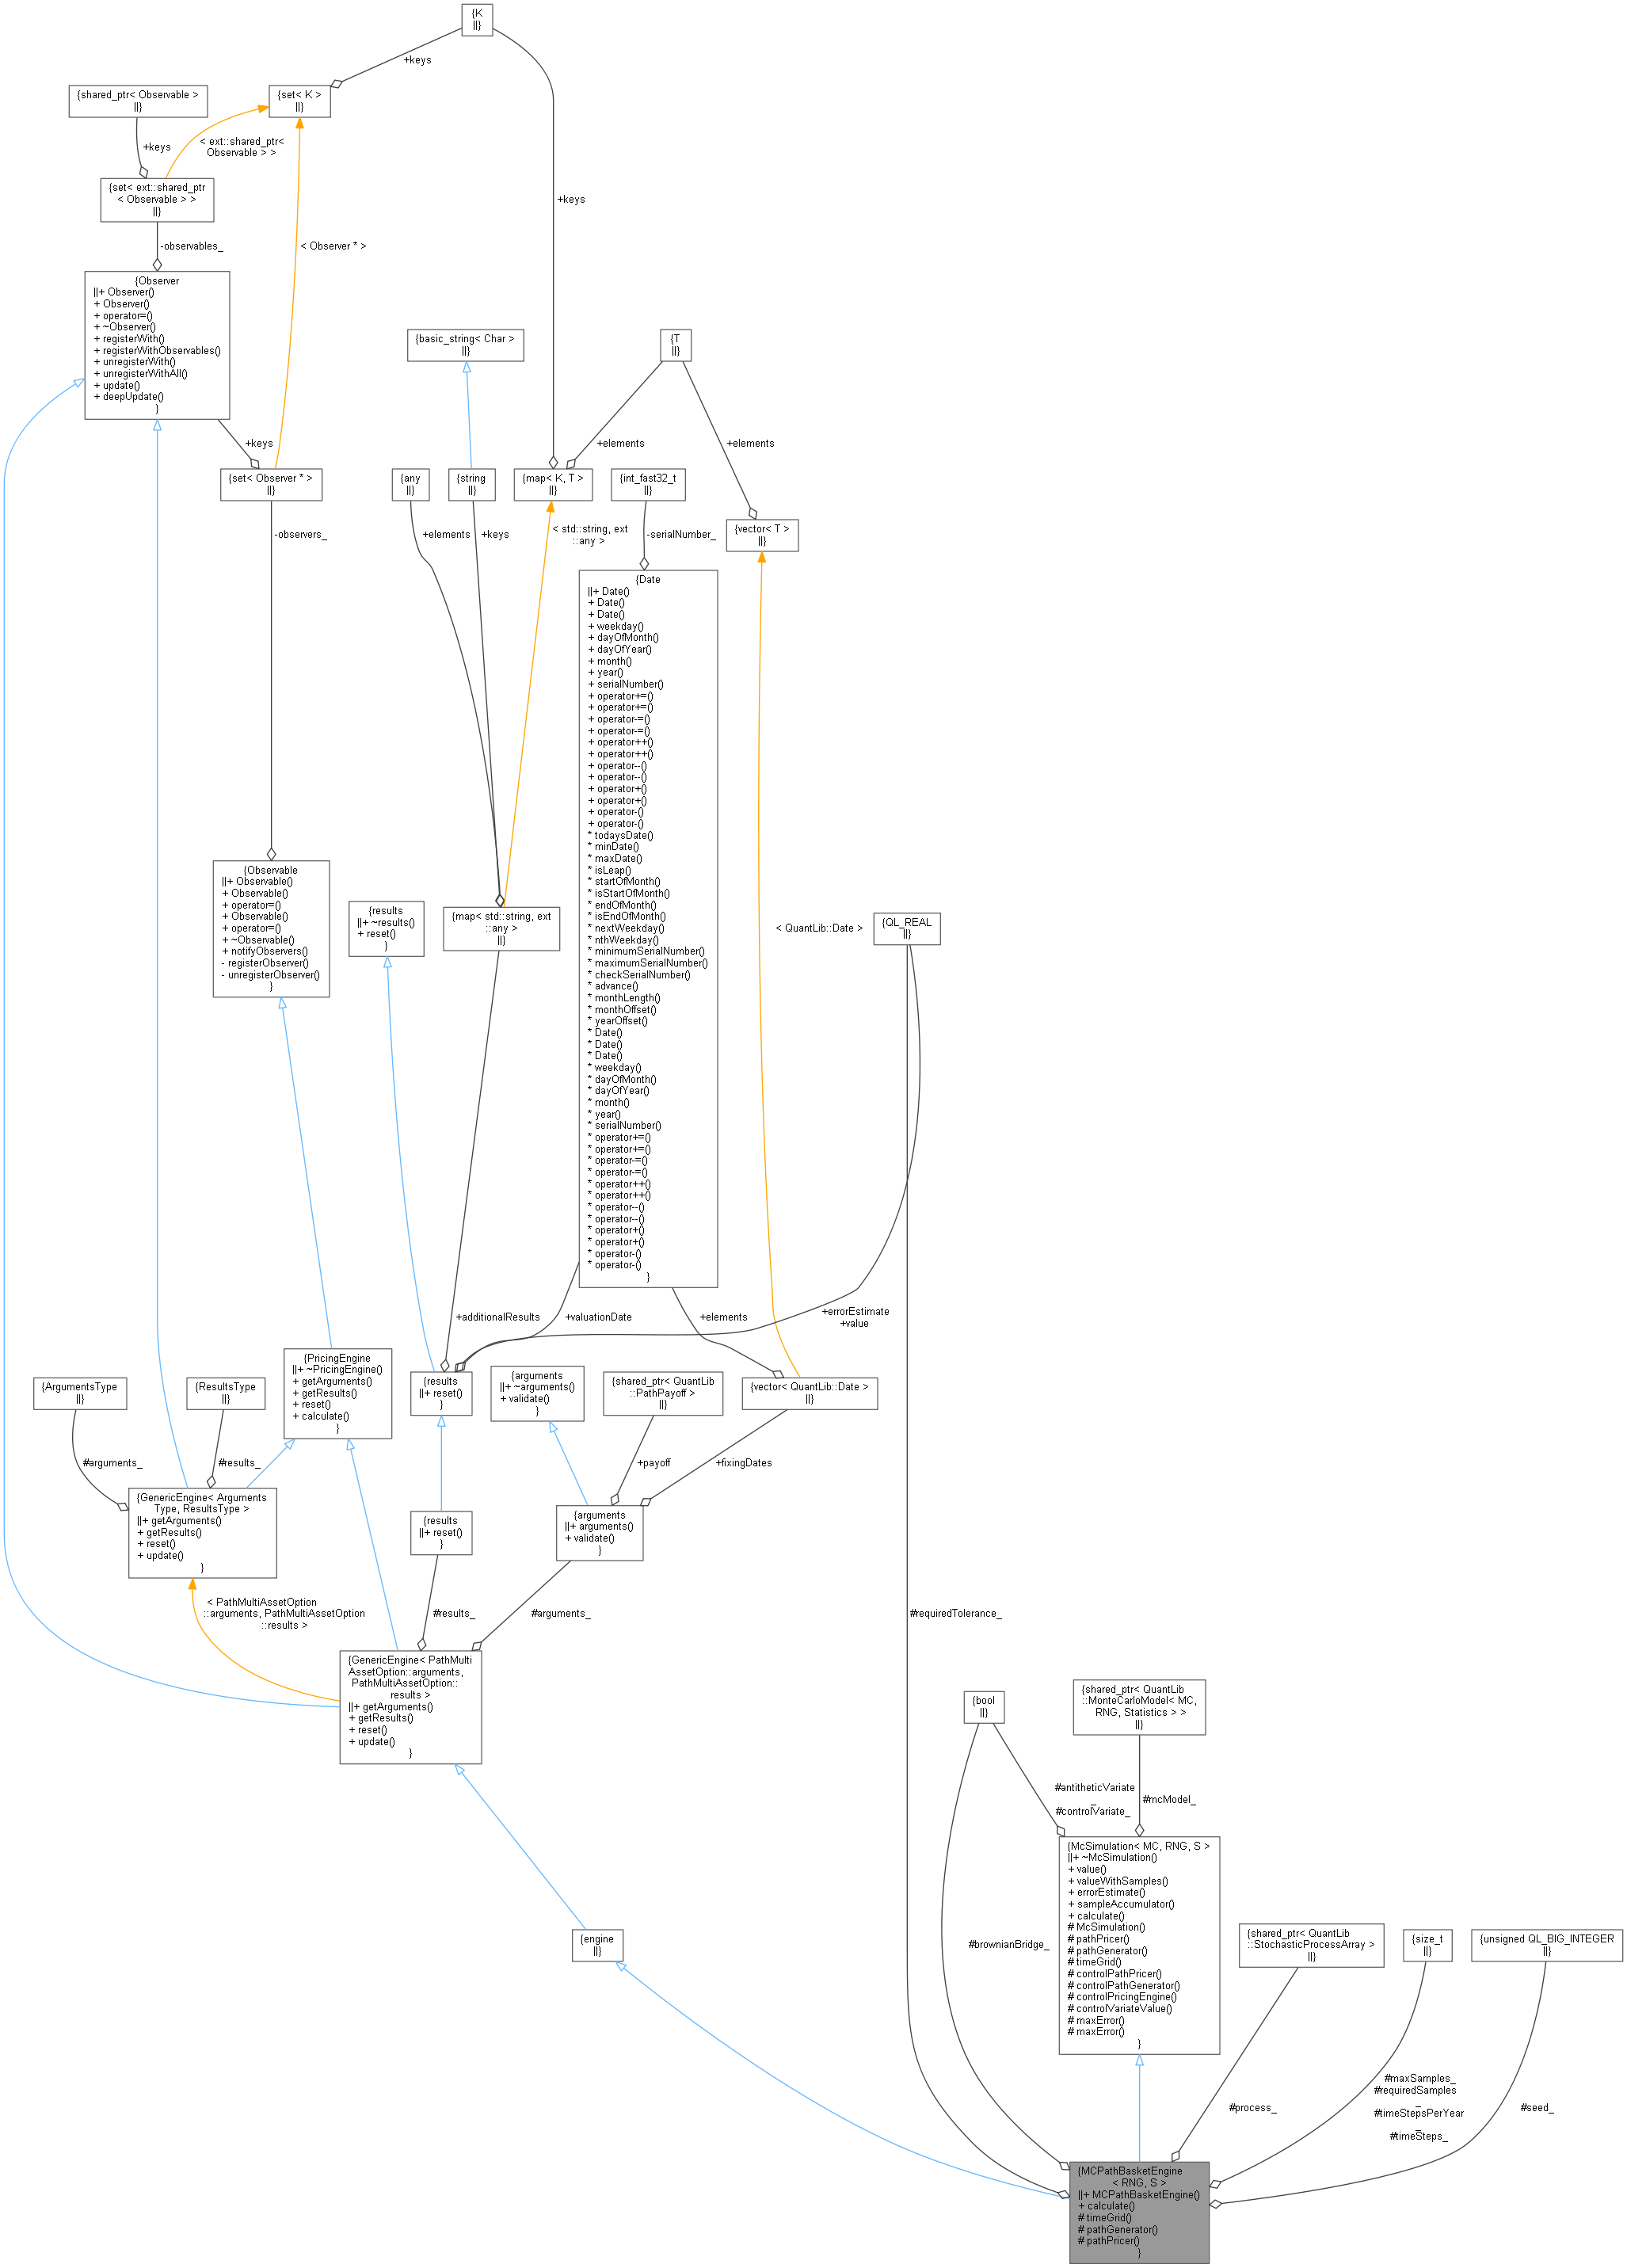 {K
||}
+keys
{shared_ptr< Observable >
||}
{set< K >
||}
+keys
< ext::shared_ptr<
Observable > >
{set< ext::shared_ptr
< Observable > >
||}
+keys
-observables_
< Observer * >
{Observer
||+ Observer()
+ Observer()
+ operator=()
+ ~Observer()
+ registerWith()
+ registerWithObservables()
+ unregisterWith()
+ unregisterWithAll()
+ update()
+ deepUpdate()
}
{basic_string< Char >
||}
{T
||}
+keys
+elements
+elements
{set< Observer * >
||}
{any
||}
{string
||}
{map< K, T >
||}
{int_fast32_t
||}
{vector< T >
||}
-observers_
+elements
+keys
< std::string, ext
::any >
-serialNumber_
{Date
||+ Date()
+ Date()
+ Date()
+ weekday()
+ dayOfMonth()
+ dayOfYear()
+ month()
+ year()
+ serialNumber()
+ operator+=()
+ operator+=()
+ operator-=()
+ operator-=()
+ operator++()
+ operator++()
+ operator--()
+ operator--()
+ operator+()
+ operator+()
+ operator-()
+ operator-()
* todaysDate()
* minDate()
* maxDate()
* isLeap()
* startOfMonth()
* isStartOfMonth()
* endOfMonth()
* isEndOfMonth()
* nextWeekday()
* nthWeekday()
* minimumSerialNumber()
* maximumSerialNumber()
* checkSerialNumber()
* advance()
* monthLength()
* monthOffset()
* yearOffset()
* Date()
* Date()
* Date()
* weekday()
* dayOfMonth()
* dayOfYear()
* month()
* year()
* serialNumber()
* operator+=()
* operator+=()
* operator-=()
* operator-=()
* operator++()
* operator++()
* operator--()
* operator--()
* operator+()
* operator+()
* operator-()
* operator-()
}
{Observable
||+ Observable()
+ Observable()
+ operator=()
+ Observable()
+ operator=()
+ ~Observable()
+ notifyObservers()
- registerObserver()
- unregisterObserver()
}
{results
||+ ~results()
+ reset()
}
{map< std::string, ext
::any >
||}
< QuantLib::Date >
{QL_REAL
||}
+additionalResults
+valuationDate
+elements
+errorEstimate
+value
{PricingEngine
||+ ~PricingEngine()
+ getArguments()
+ getResults()
+ reset()
+ calculate()
}
{ArgumentsType
||}
{ResultsType
||}
{results
||+ reset()
}
{arguments
||+ ~arguments()
+ validate()
}
{shared_ptr< QuantLib
::PathPayoff >
||}
{vector< QuantLib::Date >
||}
#arguments_
#results_
+payoff
+fixingDates
{GenericEngine< Arguments
Type, ResultsType >
||+ getArguments()
+ getResults()
+ reset()
+ update()
}
{results
||+ reset()
}
{arguments
||+ arguments()
+ validate()
}
< PathMultiAssetOption
::arguments, PathMultiAssetOption
::results >
#results_
#arguments_
#requiredTolerance_
{GenericEngine< PathMulti
AssetOption::arguments,
PathMultiAssetOption::
results >
||+ getArguments()
+ getResults()
+ reset()
+ update()
}
{bool
||}
{shared_ptr< QuantLib
::MonteCarloModel< MC,
RNG, Statistics > >
||}
#antitheticVariate
_
#controlVariate_
#mcModel_
{McSimulation< MC, RNG, S >
||+ ~McSimulation()
+ value()
+ valueWithSamples()
+ errorEstimate()
+ sampleAccumulator()
+ calculate()
# McSimulation()
# pathPricer()
# pathGenerator()
# timeGrid()
# controlPathPricer()
# controlPathGenerator()
# controlPricingEngine()
# controlVariateValue()
# maxError()
# maxError()
}
{engine
||}
#brownianBridge_
{shared_ptr< QuantLib
::StochasticProcessArray >
||}
{size_t
||}
{unsigned QL_BIG_INTEGER
||}
#process_
#maxSamples_
#requiredSamples
_
#timeStepsPerYear
_
#timeSteps_
#seed_
{MCPathBasketEngine
< RNG, S >
||+ MCPathBasketEngine()
+ calculate()
# timeGrid()
# pathGenerator()
# pathPricer()
}